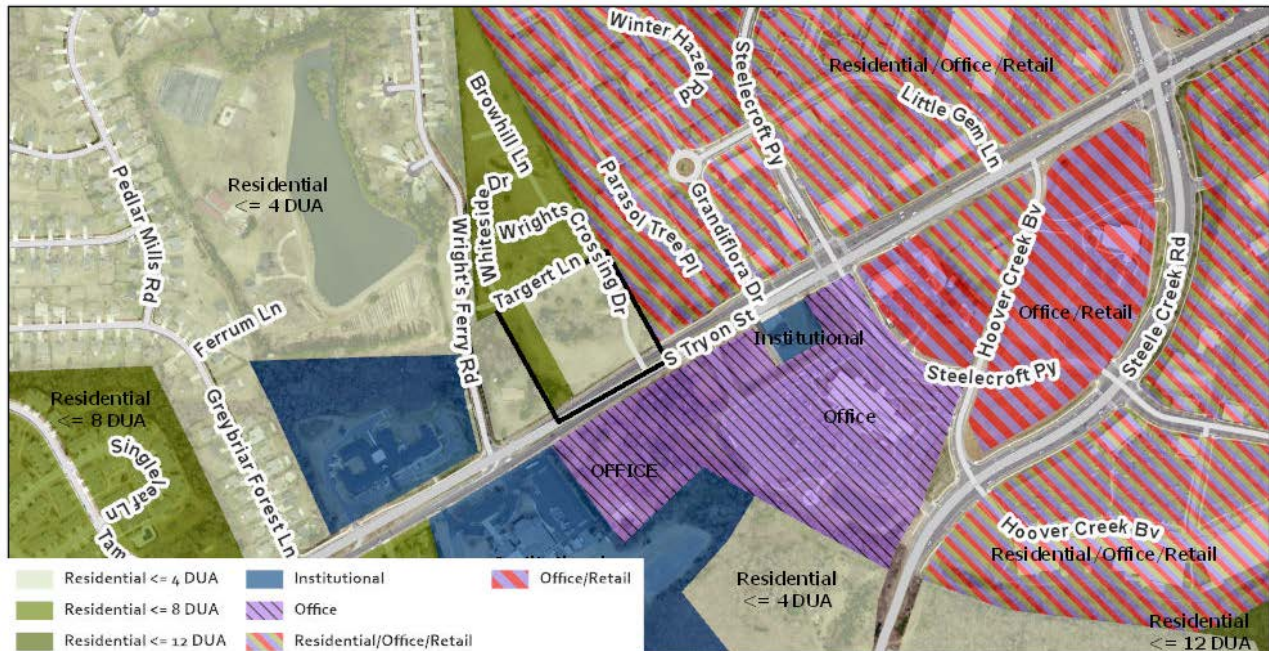 Winter Hazel Rd
Steelecroft Py
Residential/Office/Retail
Little Gem Ln
Browhill Ln
Pedlar Mills Rd
Residential
<= 4 DUA
Whiteside Dr
Wrights Crossing Dr
Parasol Tree Pl
Grandiflora Dr
Wright's Ferry Rd
Targert Ln
Hoover Creek Bv
Office/Retail
Steele Creek Rd
Ferrum Ln
S Tryon St
Institutional
Steelecroft Py
Residential
<= 8 DUA
Greybriar Forest Ln
Office
OFFICE
Singleleaf Ln
Tam
Hoover Creek Bv
Residential/Office/Retail
Residential
<= 4 DUA
Residential
<= 12 DUA
Residential <= 4 DUA
Residential <= 8 DUA
Residential <= 12 DUA
Institutional
Office
Residential/Office/Retail
Office/Retail